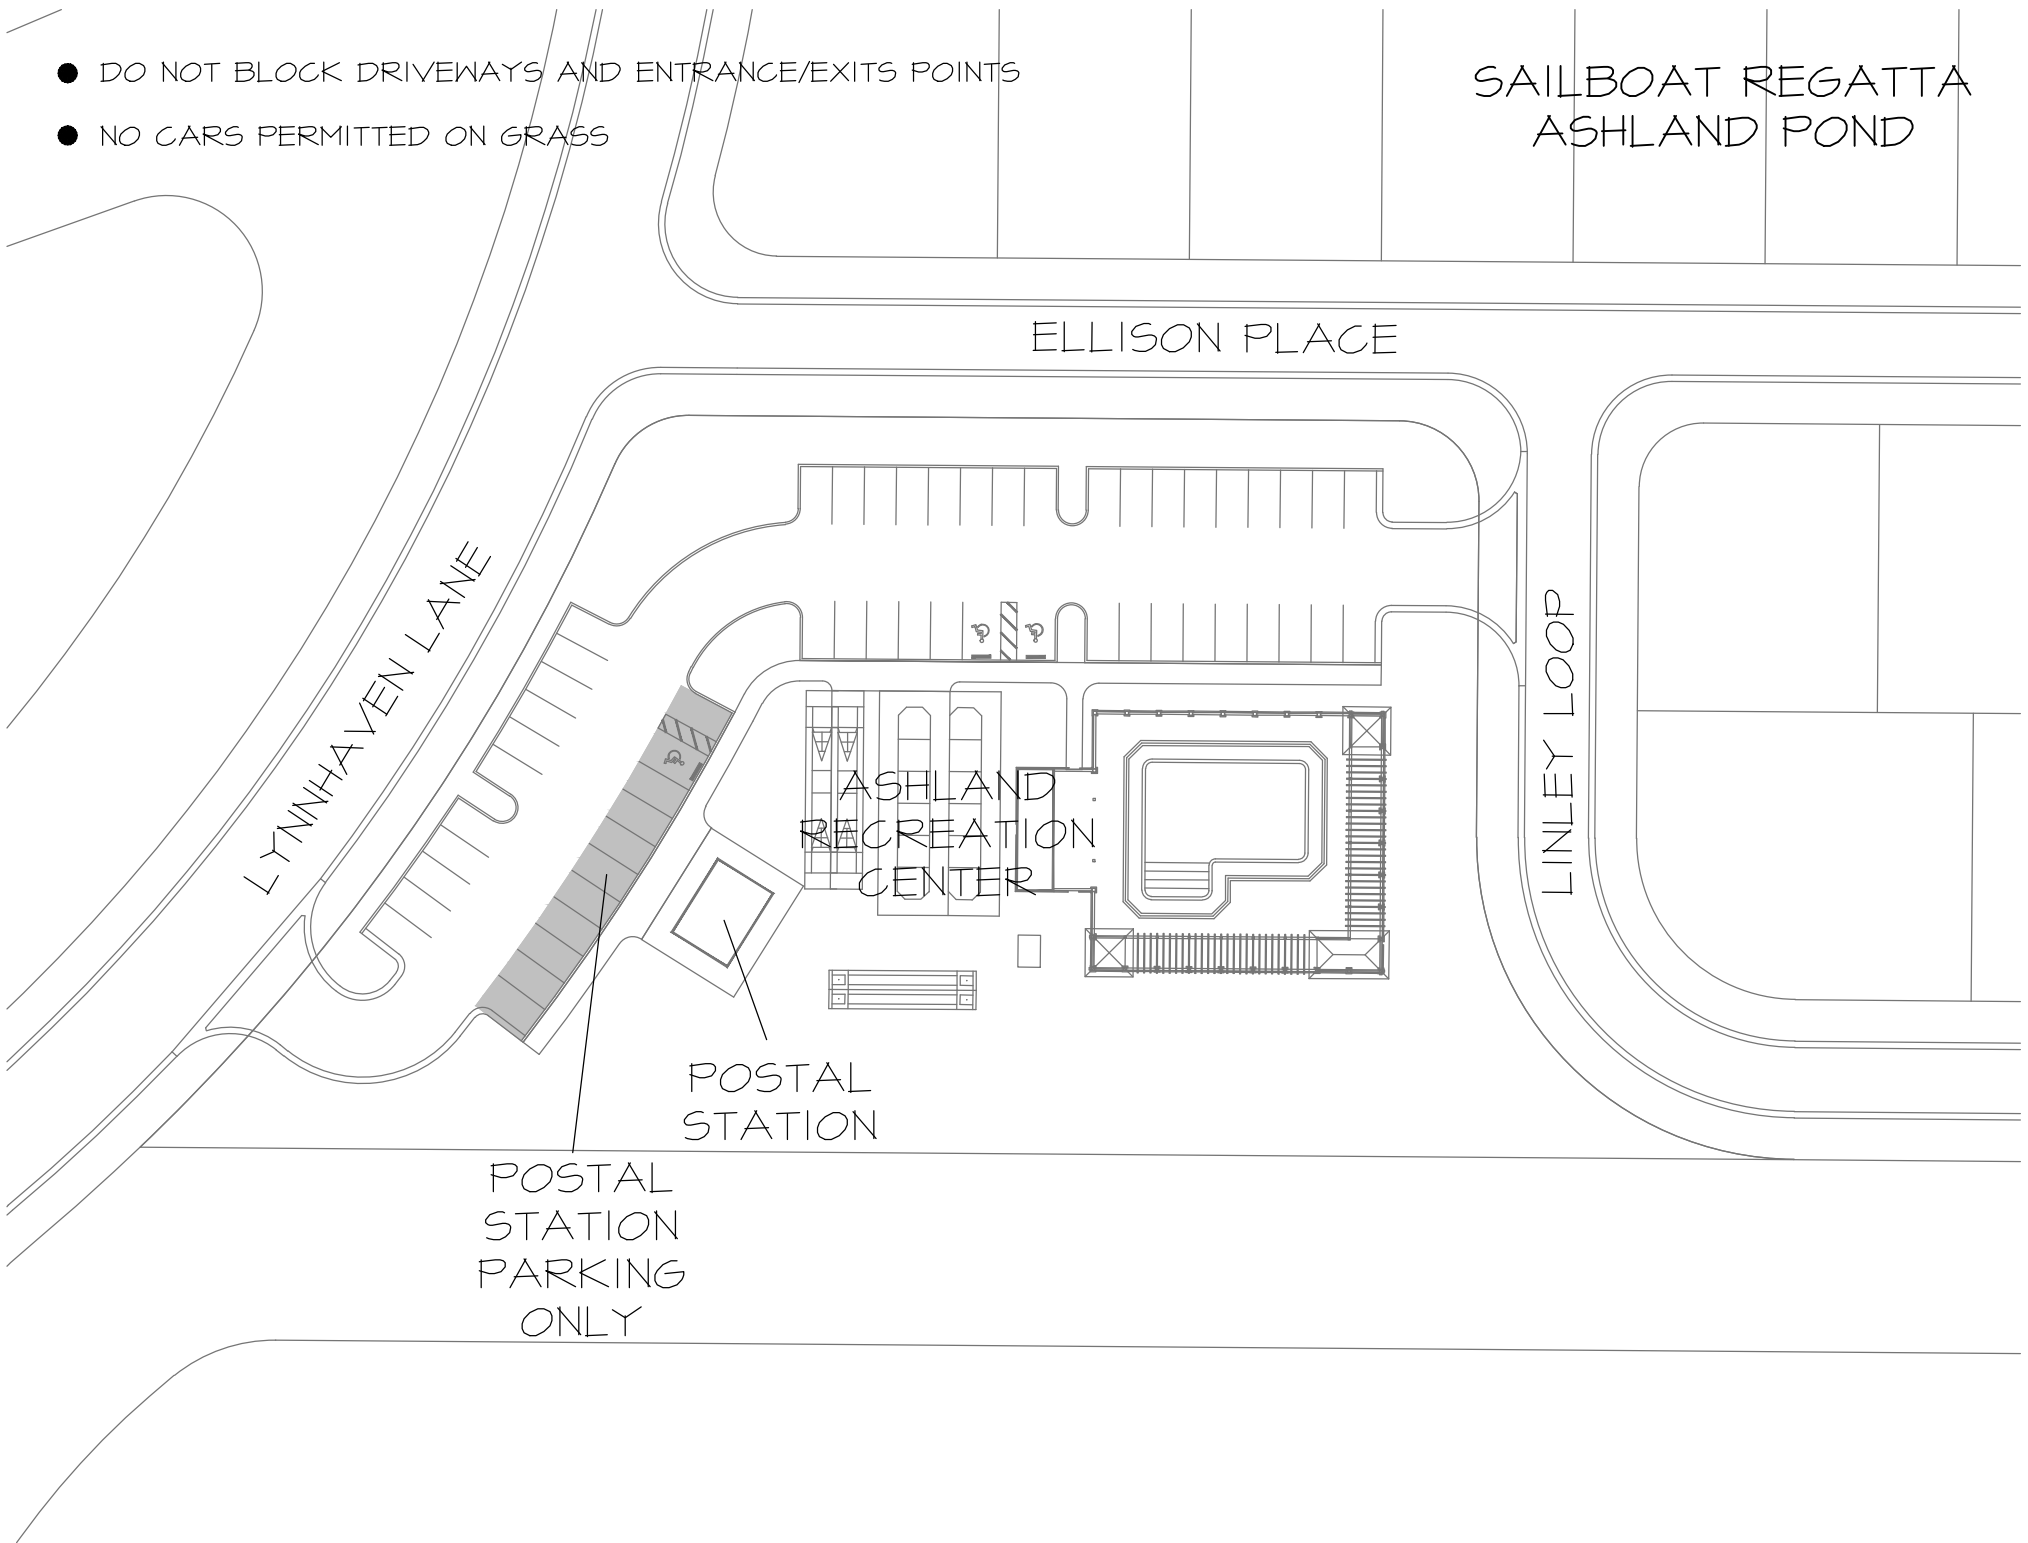 ● DO NOT BLOCK DRIVEWAYS AND ENTRANCE/EXITS POINTS
● NO CARS PERMITTED ON GRASS
SAILBOAT REGATTA
ASHLAND POND
ELLISON PLACE
LYNNHAVEN LANE
LINLEY LOOP
ASHLAND
RECREATION
CENTER
POSTAL
STATION
POSTAL
STATION
PARKING
ONLY